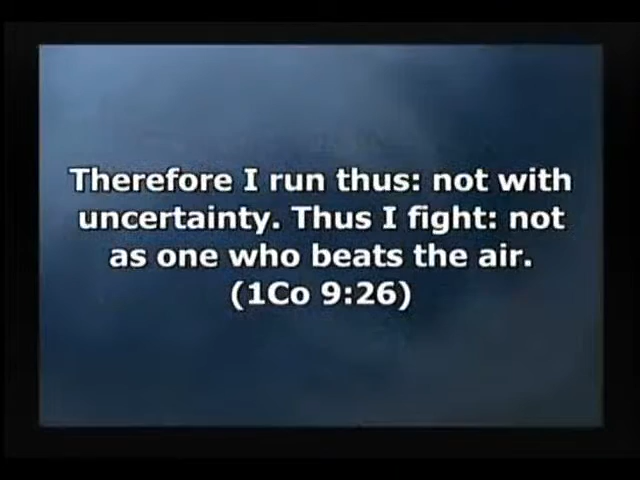 Therefore I run thus: not with
uncertainty. Thus I fight: not
as one who beats the air.
(1Co 9:26)